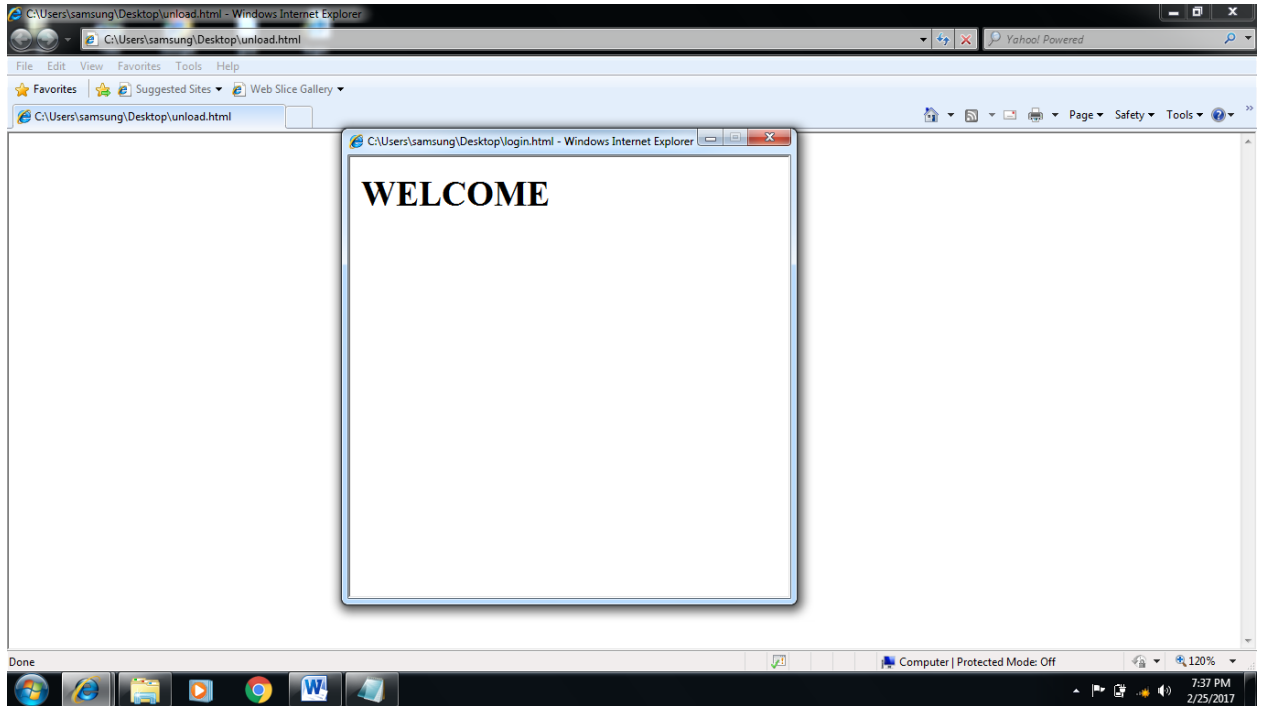 C:\Users\samsung\Desktop\unload.html - Windows Internet Explorer
C:\Users\samsung\Desktop\unload.html
Yahoo! Powered
File Edit View Favorites Tools Help
Favorites Suggested Sites Web Slice Gallery
C:\Users\samsung\Desktop\unload.html
Page Safety Tools
C:\Users\samsung\Desktop\login.html - Windows Internet Explorer
WELCOME
Done
Computer | Protected Mode: Off
120%
7:37 PM
2/25/2017